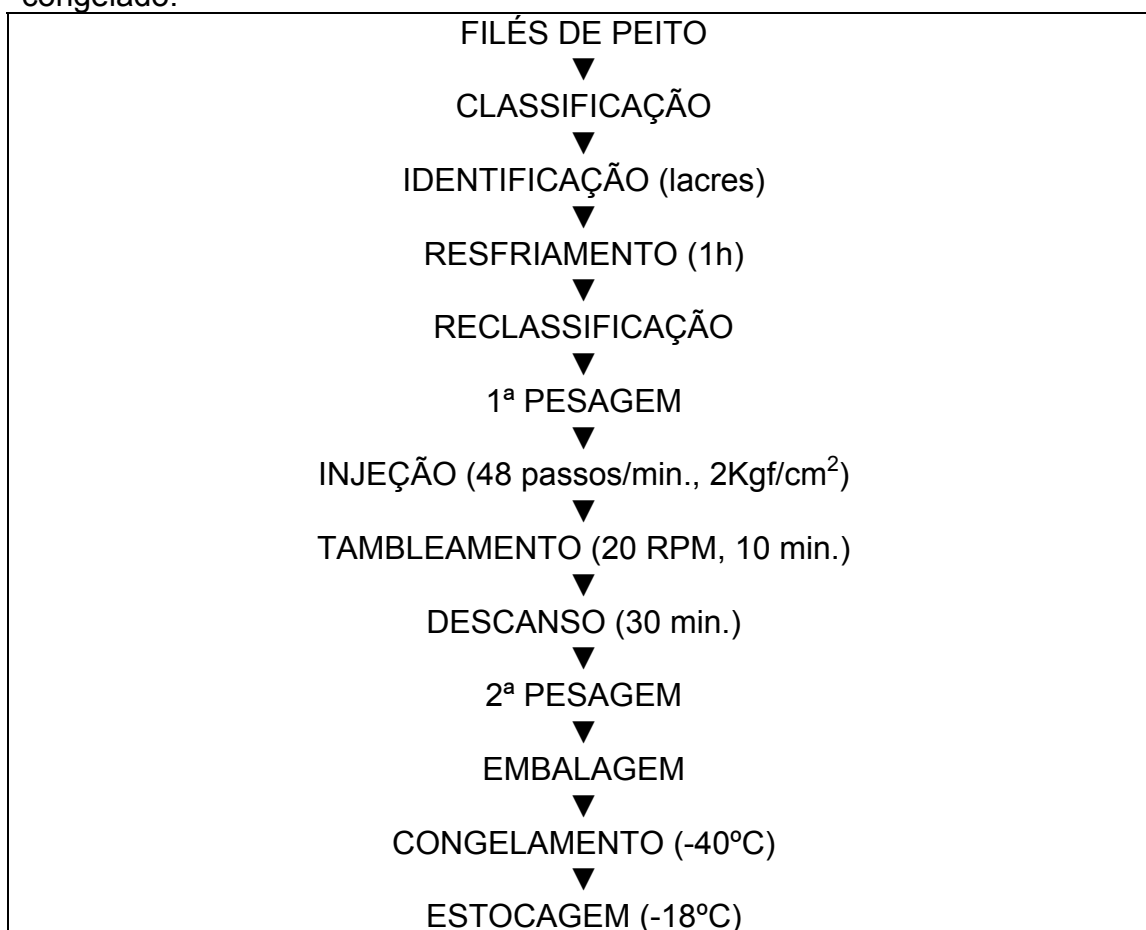 congelado.
FILÉS DE PEITO
▼
CLASSIFICAÇÃO
▼
IDENTIFICAÇÃO (lacres)
▼
RESFRIAMENTO (1h)
▼
RECLASSIFICAÇÃO
▼
1ª PESAGEM
▼
INJEÇÃO (48 passos/min., 2Kgf/cm²)
▼
TAMBLEAMENTO (20 RPM, 10 min.)
▼
DESCANSO (30 min.)
▼
2ª PESAGEM
▼
EMBALAGEM
▼
CONGELAMENTO (-40ºC)
▼
ESTOCAGEM (-18ºC)